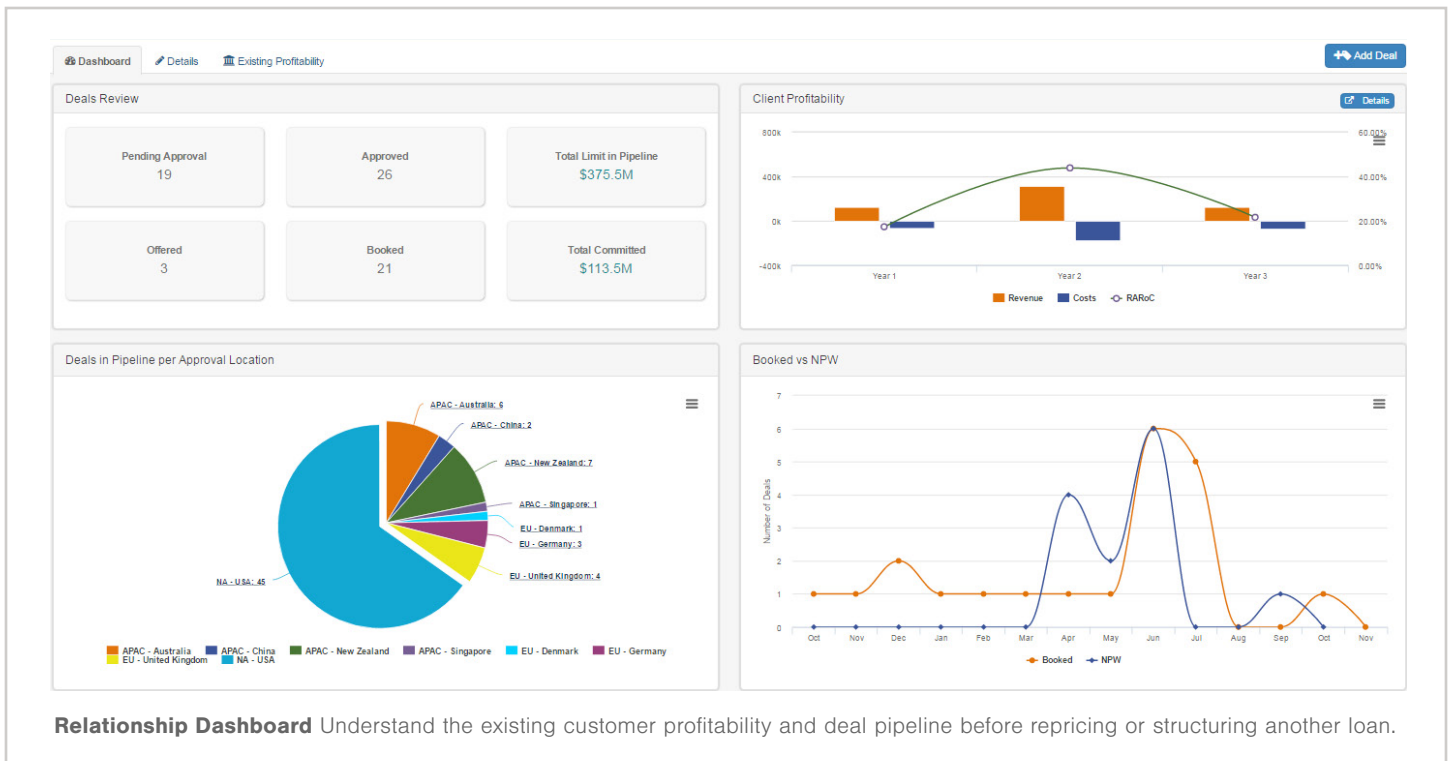 Dashboard
Details
Existing Profitability
Add Deal
Deals Review
Pending Approval
19
Approved
26
Total Limit in Pipeline
$375.5M
Offered
3
Booked
21
Total Committed
$113.5M
Client Profitability
Details
800k
400k
0k
-400k
60.00%
40.00%
20.00%
0.00%
Year 1
Year 2
Year 3
Revenue
Costs
RARoC
Deals in Pipeline per Approval Location
APAC - Australia: 6
APAC - China: 2
APAC - New Zealand: 7
APAC - Singapore: 1
EU - Denmark: 1
EU - Germany: 3
EU - United Kingdom: 4
NA - USA: 45
APAC - Australia APAC - China APAC - New Zealand APAC - Singapore EU - Denmark EU - Germany
EU - United Kingdom NA - USA
Booked vs NPW
Number of Deals
7
6
5
4
3
2
1
0
Oct Nov Dec Jan Feb Mar Apr May Jun Jul Aug Sep Oct Nov
Booked NPW
Relationship Dashboard Understand the existing customer profitability and deal pipeline before repricing or structuring another loan.